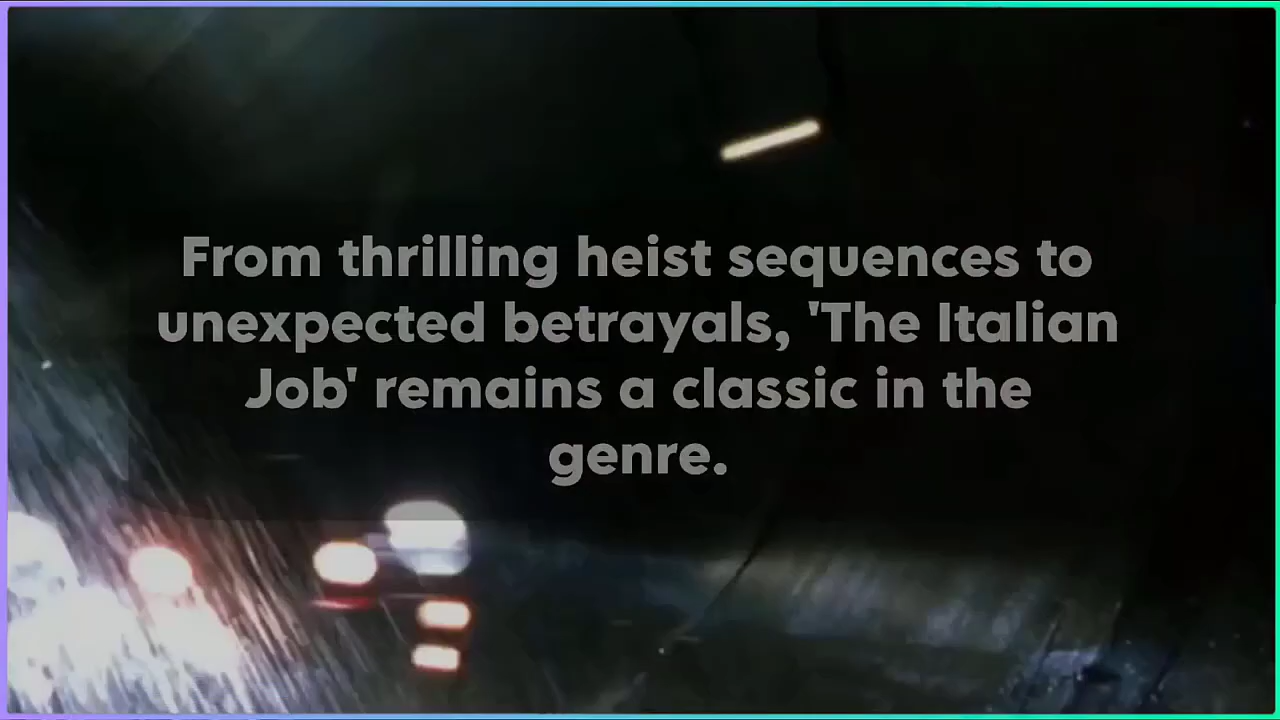 From thrilling heist sequences to
unexpected betrayals, 'The Italian
Job' remains a classic in the
genre.